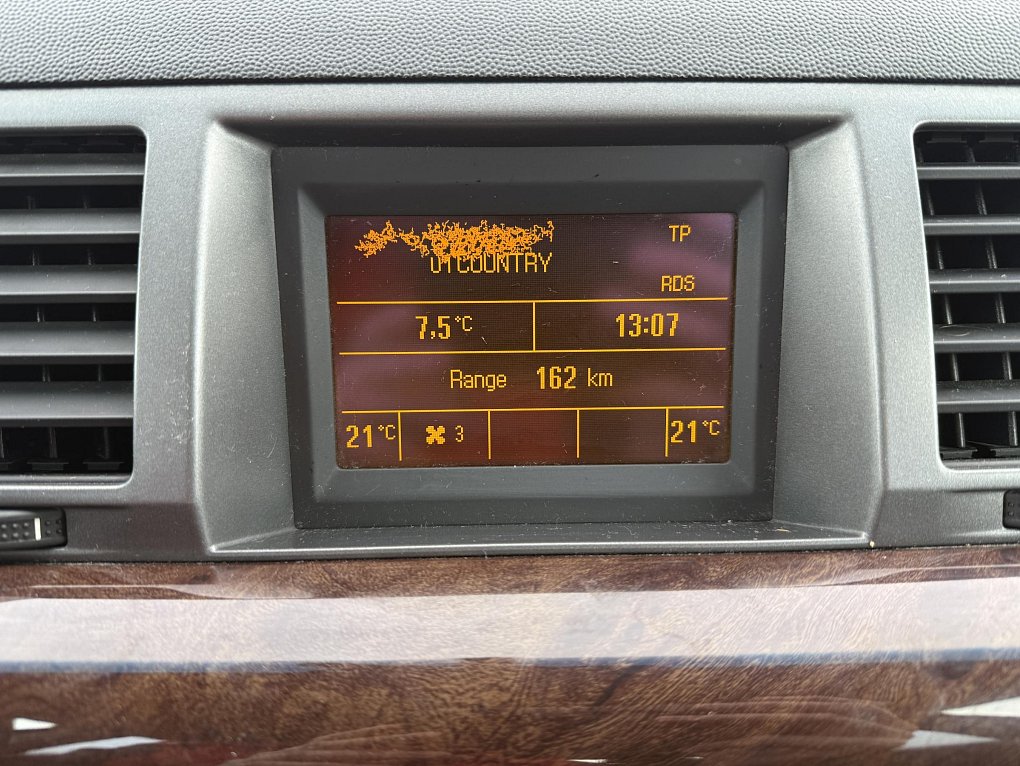 TP
01COUNTRY
RDS
7,5°C 13:07
Range 162 km
21°C 3 21°C